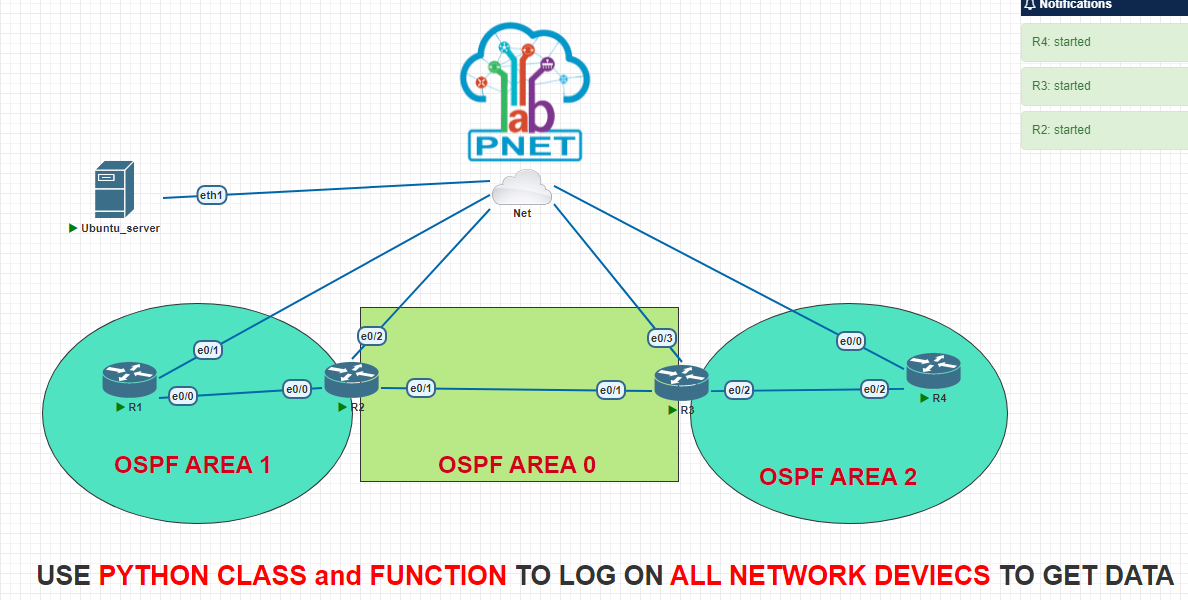 Notifications
R4: started
R3: started
R2: started
lab
PNET
Net
eth1
Ubuntu_server
e0/1
e0/2
e0/3
e0/0
e0/0
e0/0
e0/1
e0/1
e0/2
e0/2
R1
R2
R3
R4
OSPF AREA 1
OSPF AREA 0
OSPF AREA 2
USE PYTHON CLASS and FUNCTION TO LOG ON ALL NETWORK DEVIECS TO GET DATA